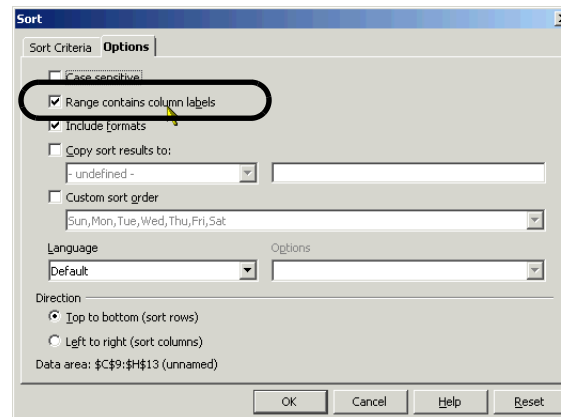 Sort
Sort Criteria Options
Case sensitive
Range contains column labels
Include formats
Copy sort results to:
- undefined -
Custom sort order
Sun,Mon,Tue,Wed,Thu,Fri,Sat
Language Options
Default
Direction
Top to bottom (sort rows)
Left to right (sort columns)
Data area: $C$9:$H$13 (unnamed)
OK Cancel Help Reset